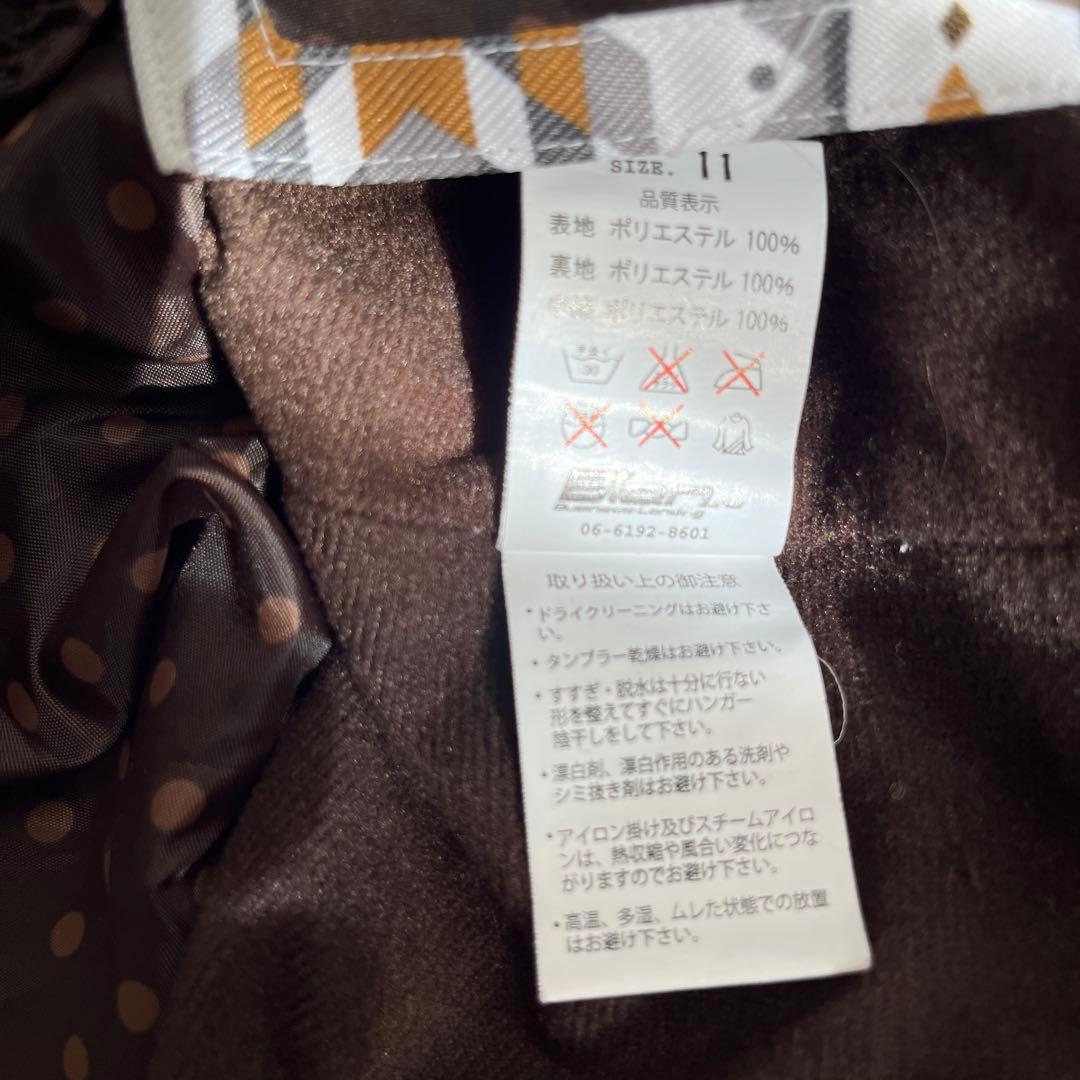 SIZE. 11
品質表示
表地 ポリエステル 100%
裏地 ポリエステル 100%
ポリエステル 100%
30
06-6192-8601
取り扱い上の御注意
・ドライクリーニングはお避け下さ
い。
・タンブラー乾燥はお避け下さい。
・すすぎ・脱水は十分に行ない
形を整えてすぐにハンガー
陰干しをして下さい。
・漂白剤、漂白作用のある洗剤や
シミ抜き剤はお避け下さい。
・アイロン掛け及びスチームアイロ
ンは、熱収縮や風合い変化につな
がりますのでお避け下さい。
・高温、多湿、ムレた状態での放置
はお避け下さい。